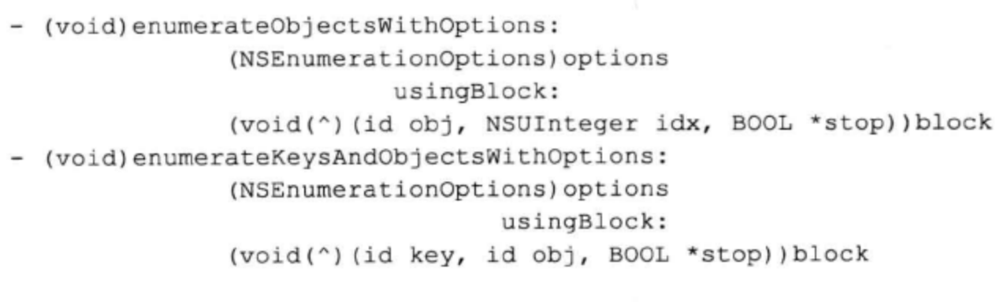 - (void)enumerateObjectsWithOptions:
(NSEnumerationOptions)options
usingBlock:
(void(^)(id obj, NSUInteger idx, BOOL *stop))block
- (void)enumerateKeysAndObjectsWithOptions:
(NSEnumerationOptions)options
usingBlock:
(void(^)(id key, id obj, BOOL *stop))block